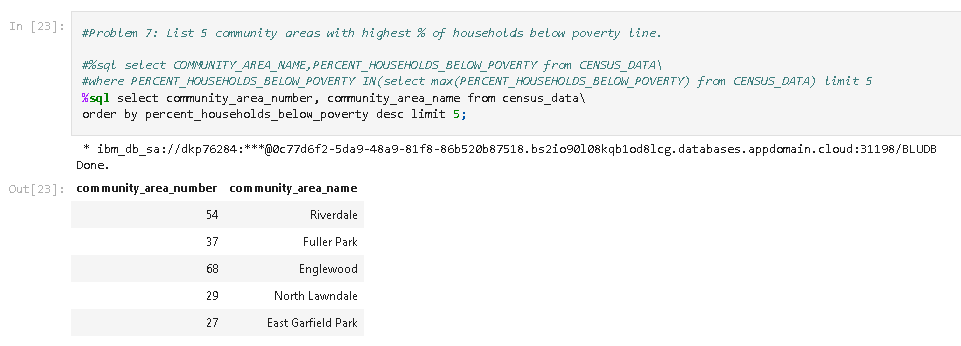 In [23]:
#Problem 7: List 5 community areas with highest % of households below poverty line.
#%sql select COMMUNITY_AREA_NAME,PERCENT_HOUSEHOLDS_BELOW_POVERTY from CENSUS_DATA\
#where PERCENT_HOUSEHOLDS_BELOW_POVERTY IN(select max(PERCENT_HOUSEHOLDS_BELOW_POVERTY) from CENSUS_DATA) limit 5
%sql select community_area_number, community_area_name from census_data\
order by percent_households_below_poverty desc limit 5;
* ibm_db_sa://dkp76284:***@0c77d6f2-5da9-48a9-81f8-86b520b87518.bs2io90l08kqb1od8lcg.databases.appdomain.cloud:31198/BLUDB
Done.
Out[23]:
community_area_number community_area_name
54 Riverdale
37 Fuller Park
68 Englewood
29 North Lawndale
27 East Garfield Park